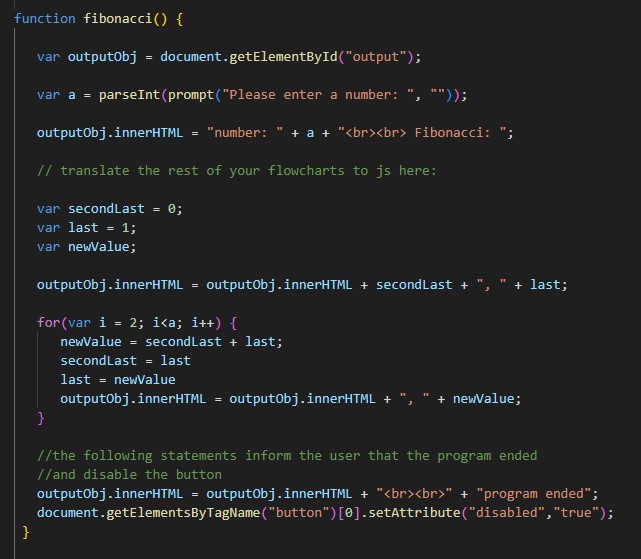 function fibonacci() {
var outputObj = document.getElementById("output");
var a = parseInt(prompt("Please enter a number: ", ""));
outputObj.innerHTML = "number: " + a + "<br><br> Fibonacci: ";
// translate the rest of your flowcharts to js here:
var secondLast = 0;
var last = 1;
var newValue;
outputObj.innerHTML = outputObj.innerHTML + secondLast + ", " + last;
for(var i = 2; i<a; i++) {
newValue = secondLast + last;
secondLast = last
last = newValue
outputObj.innerHTML = outputObj.innerHTML + ", " + newValue;
}
//the following statements inform the user that the program ended
//and disable the button
outputObj.innerHTML = outputObj.innerHTML + "<br><br>" + "program ended";
document.getElementsByTagName("button")[0].setAttribute("disabled","true");
}